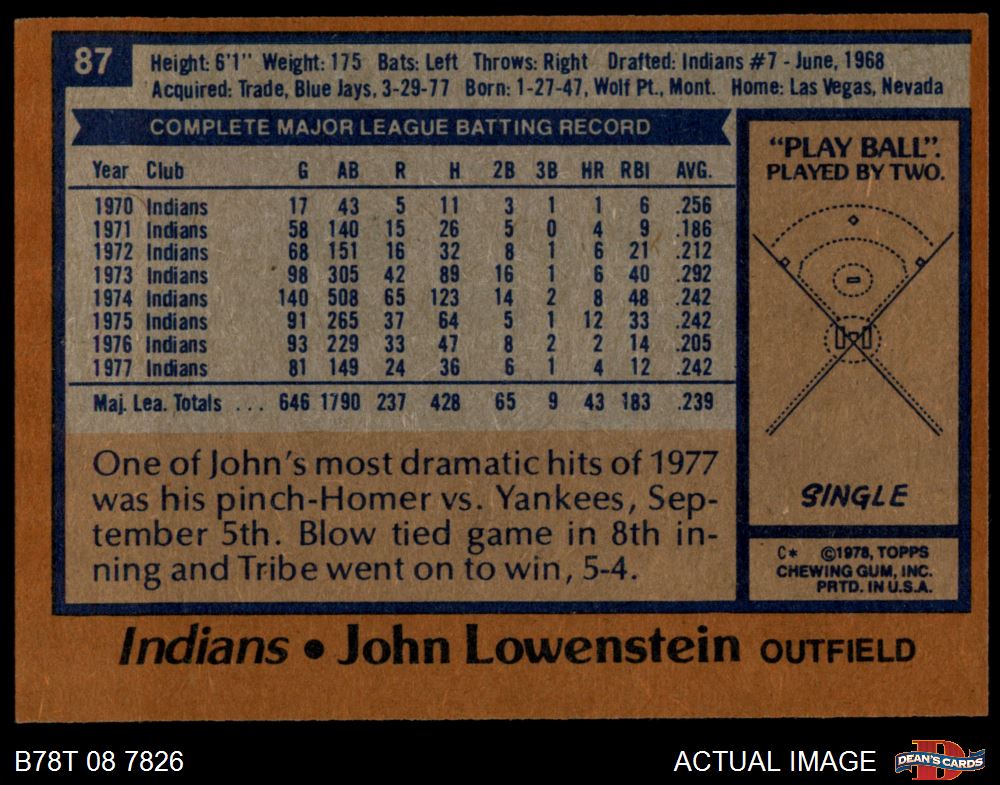 87
Height: 6'1" Weight: 175 Bats: Left Throws: Right Drafted: Indians #7 - June, 1968
Acquired: Trade, Blue Jays, 3-29-77 Born: 1-27-47, Wolf Pt., Mont. Home: Las Vegas, Nevada
COMPLETE MAJOR LEAGUE BATTING RECORD
Year Club G AB R H 2B 3B HR RBI AVG.
1970 Indians 17 43 5 11 3 1 1 6 .256
1971 Indians 58 140 15 26 5 0 4 9 .186
1972 Indians 68 151 16 32 8 1 6 21 .212
1973 Indians 98 305 42 89 16 1 6 40 .292
1974 Indians 140 508 65 123 14 2 8 48 .242
1975 Indians 91 265 37 64 5 1 12 33 .242
1976 Indians 93 229 33 47 8 2 2 14 .205
1977 Indians 81 149 24 36 6 1 4 12 .242
Maj. Lea. Totals ... 646 1790 237 428 65 9 43 183 .239
One of John's most dramatic hits of 1977
was his pinch-Homer vs. Yankees, Sep-
tember 5th. Blow tied game in 8th in-
ning and Tribe went on to win, 5-4.
"PLAY BALL".
PLAYED BY TWO.
SINGLE
C* ©1978, TOPPS
CHEWING GUM, INC.
PRTD. IN U.S.A.
Indians • John Lowenstein OUTFIELD
B78T 08 7826
ACTUAL IMAGE
DEAN'S CARDS